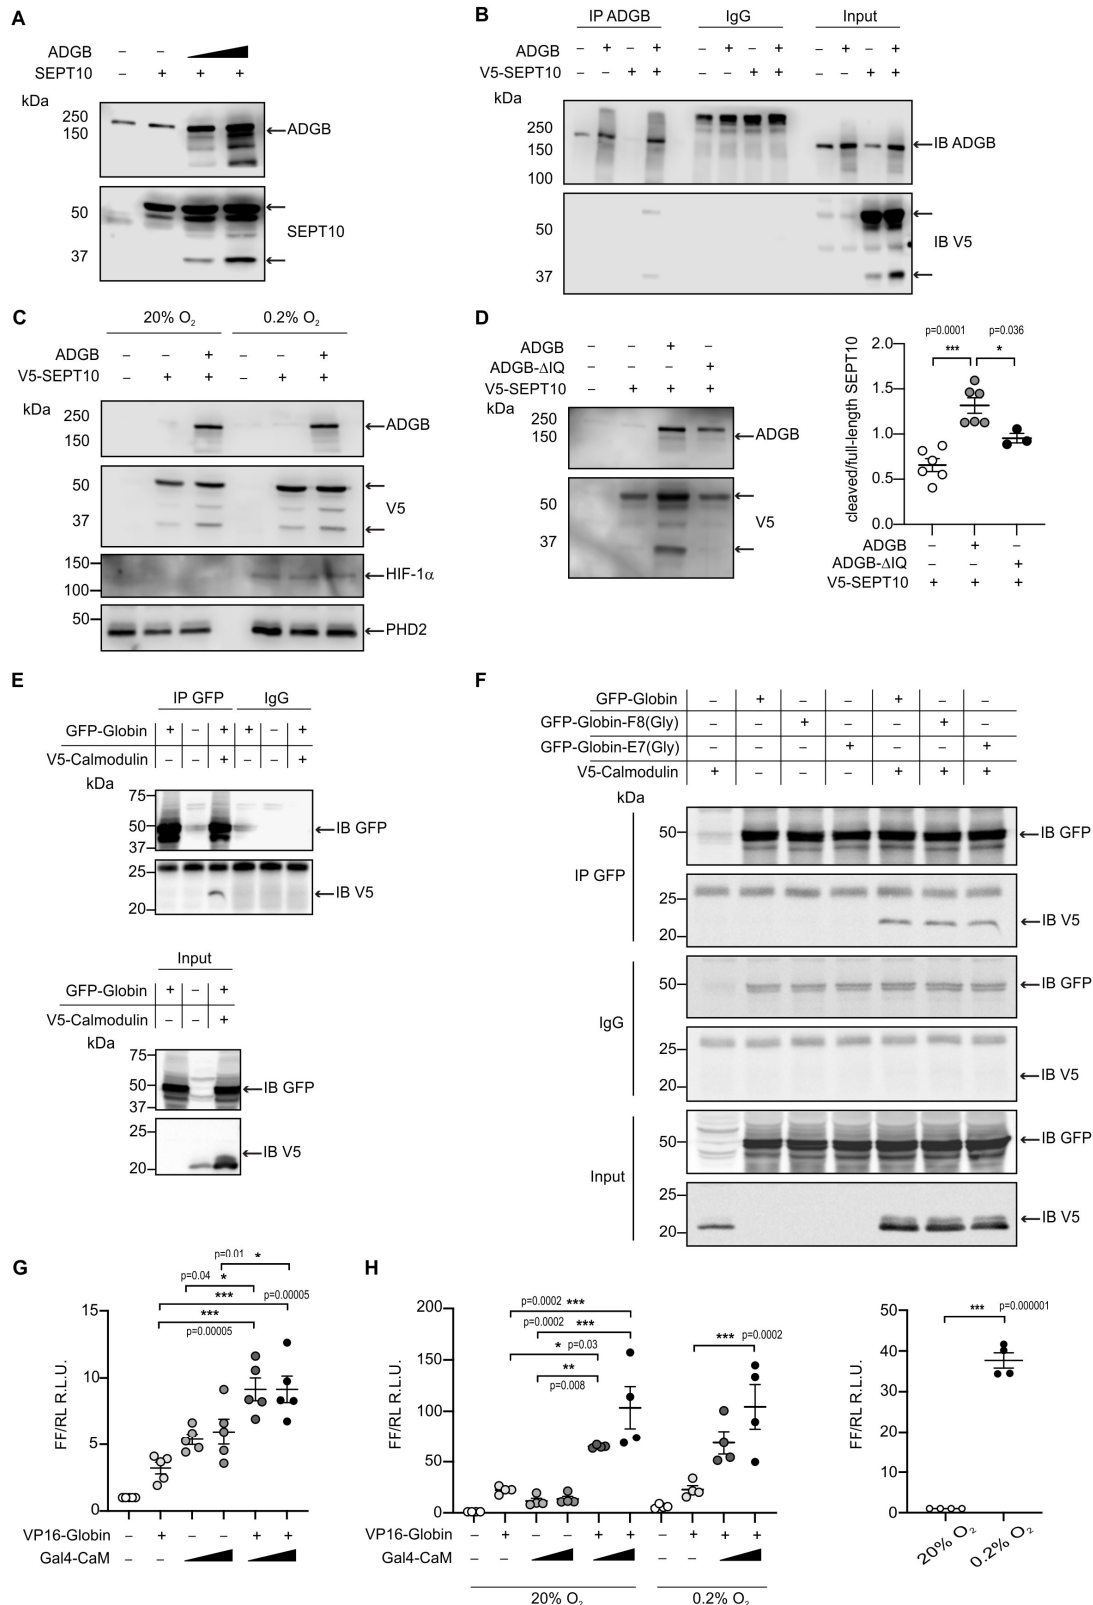 A
ADGB – –
SEPT10 – + + +
kDa
250
150
ADGB
50
37
SEPT10
B
IP ADGB IgG Input
ADGB – + – + – + – + – + – +
V5-SEPT10 – – + + – – + + – – + +
kDa
250
150
100
IB ADGB
50
37
IB V5
C
20% O2 0.2% O2
ADGB – – + – – +
V5-SEPT10 – + + – + +
kDa
250
150
ADGB
50
37
V5
150
100
HIF-1α
50
PHD2
D
ADGB – – + –
ADGB-ΔIQ – – – +
V5-SEPT10 – + + +
kDa
250
150
ADGB
50
37
V5
p=0.0001 p=0.036
*** *
cleaved/full-length SEPT10
2.0
1.5
1.0
0.5
0.0
ADGB – + –
ADGB-ΔIQ – – +
V5-SEPT10 + + +
E
IP GFP IgG
GFP-Globin + – + + – +
V5-Calmodulin – – + – – +
kDa
75
50
37
IB GFP
25
20
IB V5
Input
GFP-Globin + – +
V5-Calmodulin – – +
kDa
75
50
37
IB GFP
25
20
IB V5
F
GFP-Globin – + – – + – –
GFP-Globin-F8(Gly) – – + – – + –
GFP-Globin-E7(Gly) – – – + – – +
V5-Calmodulin + – – – + + +
kDa
IP GFP
50
IB GFP
25
20
IB V5
IgG
50
IB GFP
25
20
IB V5
Input
50
IB GFP
25
20
IB V5
G
p=0.01 *
p=0.04 *
*** p=0.00005
***
p=0.00005
FF/RL R.L.U.
15
10
5
0
VP16-Globin – + – – + +
Gal4-CaM – –
H
p=0.0002 ***
p=0.0002 ***
* p=0.03
**
p=0.008
*** p=0.0002
FF/RL R.L.U.
200
150
100
50
0
VP16-Globin – + – – + + – + + +
Gal4-CaM – – – –
20% O2 0.2% O2
*** p=0.000001
FF/RL R.L.U.
50
40
30
20
10
0
20% O2
0.2% O2